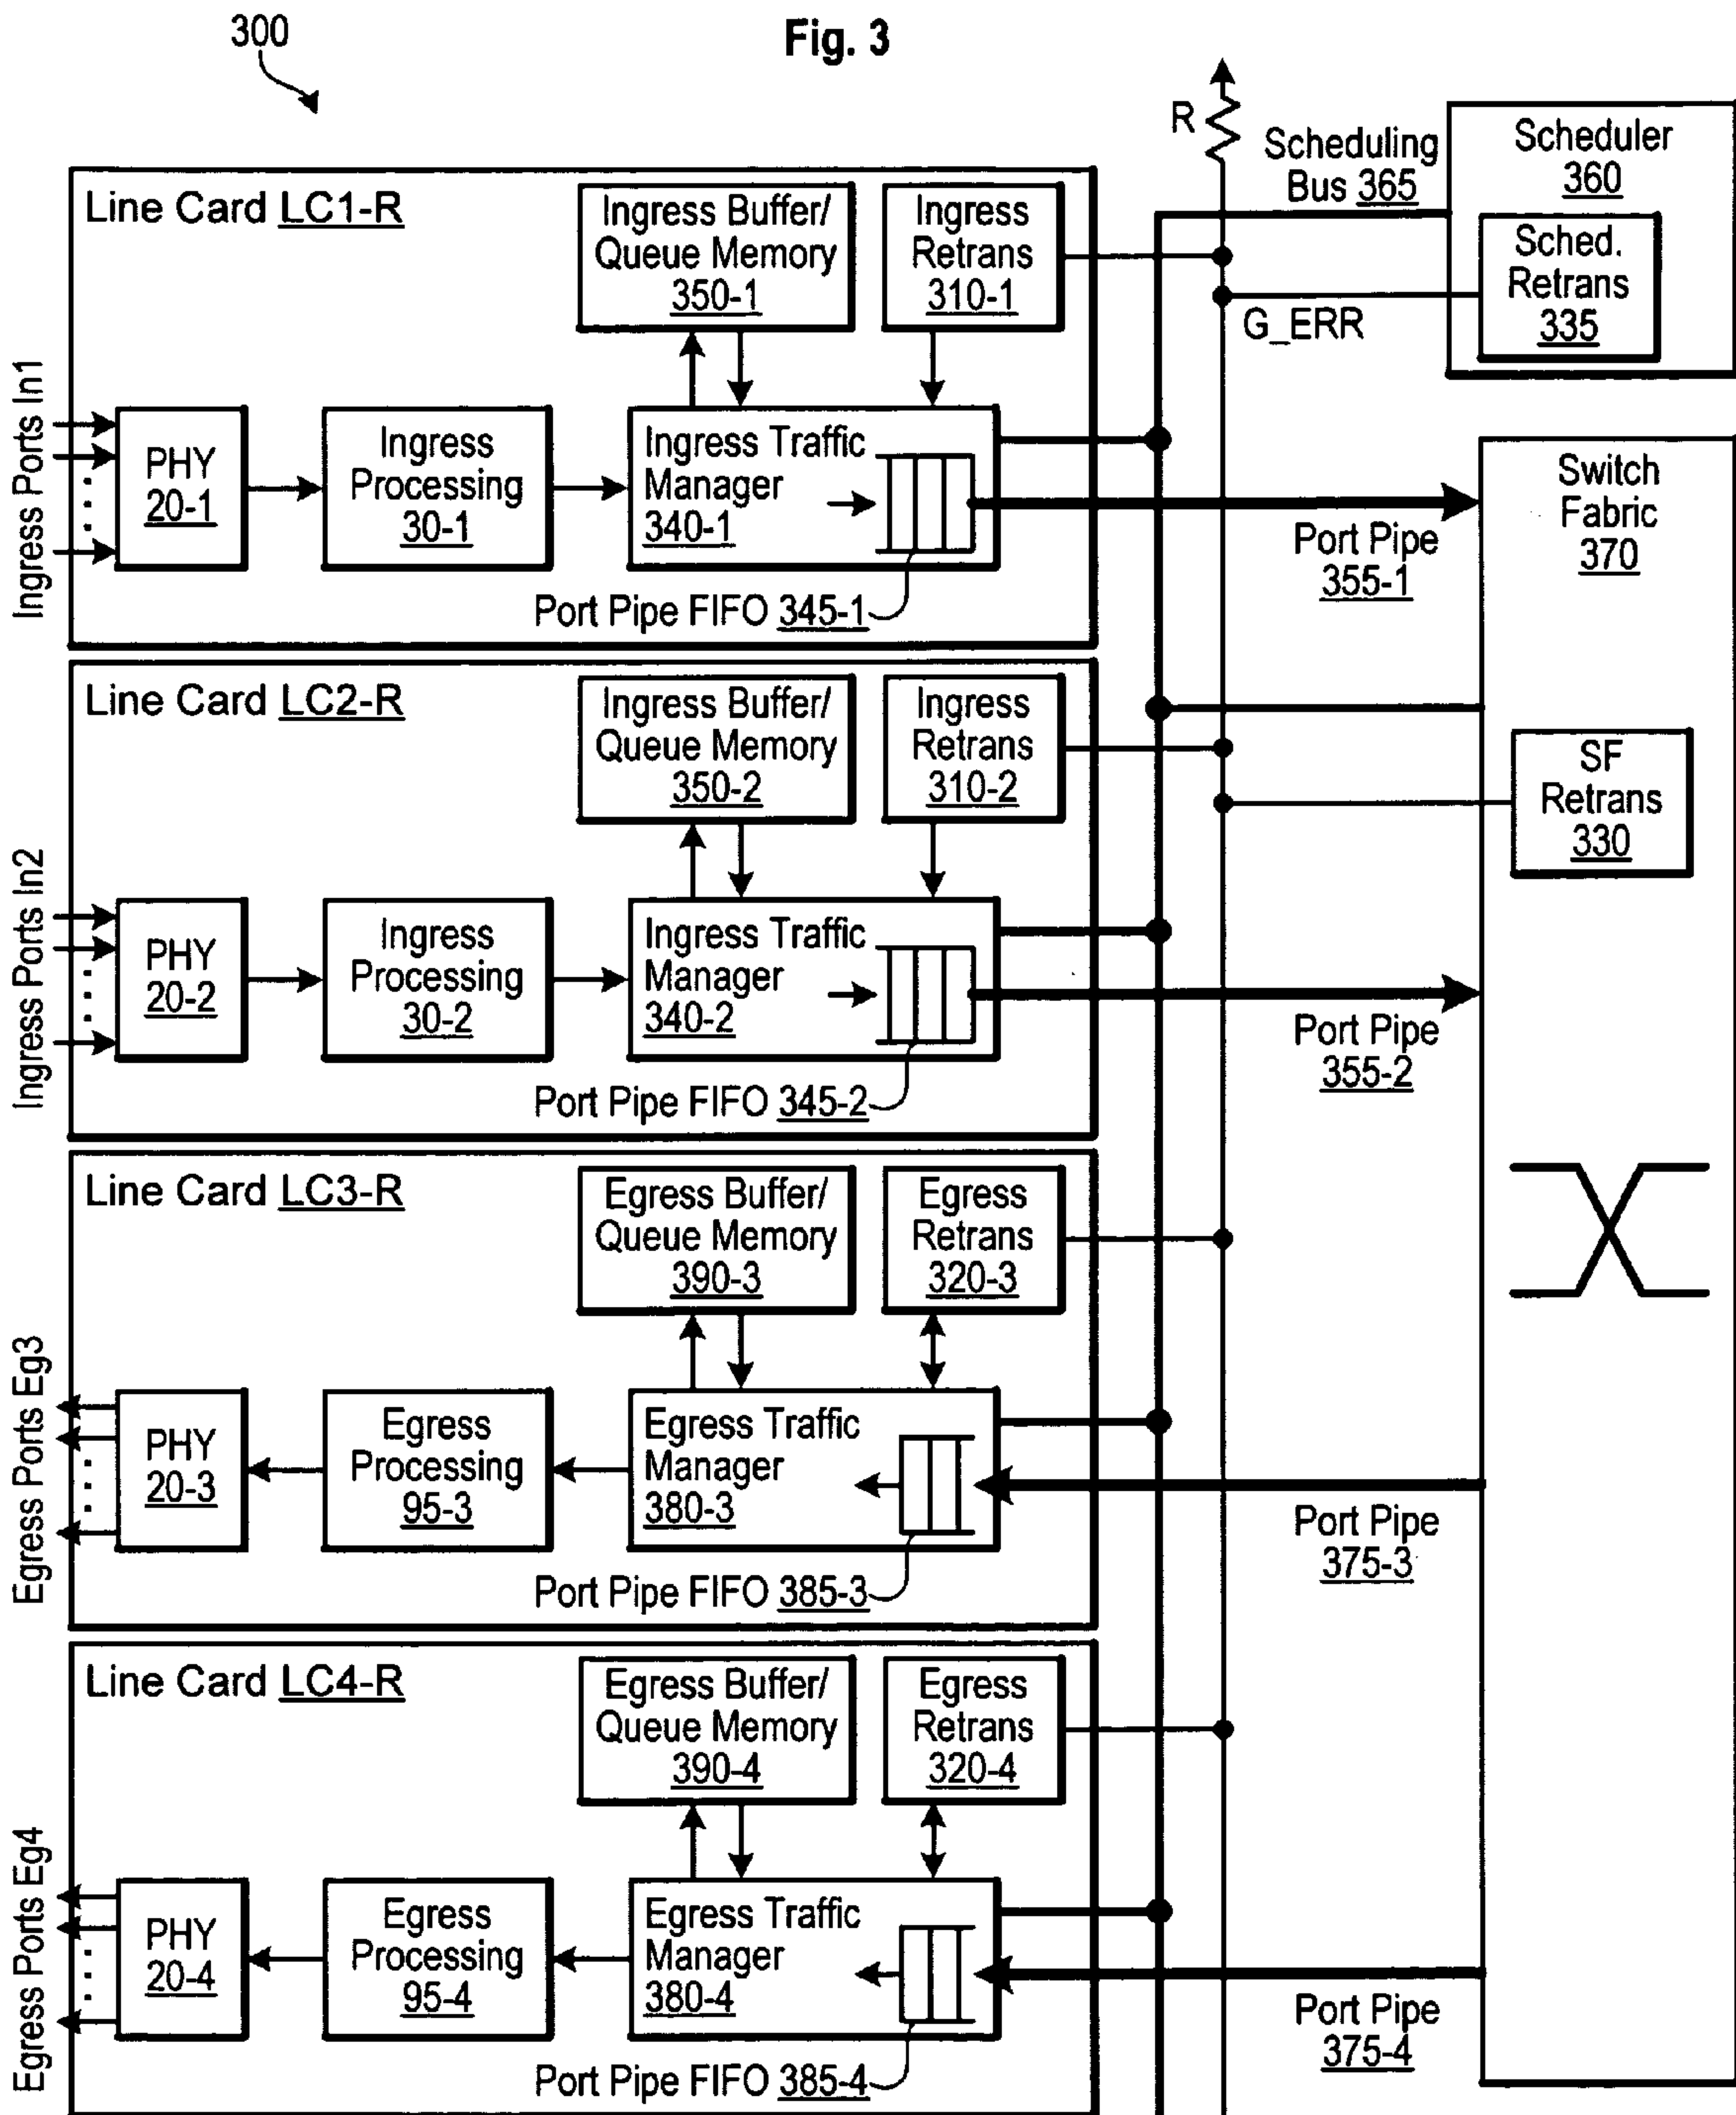 Fig. 3
300
R
Scheduling
Bus 365
Scheduler
360
Sched.
Retrans
335
G_ERR
Line Card LC1-R
Ingress Buffer/
Queue Memory
350-1
Ingress
Retrans
310-1
Ingress Ports In1
PHY
20-1
Ingress
Processing
30-1
Ingress Traffic
Manager
340-1
Port Pipe FIFO 345-1
Port Pipe
355-1
Switch
Fabric
370
Line Card LC2-R
Ingress Buffer/
Queue Memory
350-2
Ingress
Retrans
310-2
SF
Retrans
330
Ingress Ports In2
PHY
20-2
Ingress
Processing
30-2
Ingress Traffic
Manager
340-2
Port Pipe FIFO 345-2
Port Pipe
355-2
Line Card LC3-R
Egress Buffer/
Queue Memory
390-3
Egress
Retrans
320-3
Egress Ports Eg3
PHY
20-3
Egress
Processing
95-3
Egress Traffic
Manager
380-3
Port Pipe FIFO 385-3
Port Pipe
375-3
Line Card LC4-R
Egress Buffer/
Queue Memory
390-4
Egress
Retrans
320-4
Egress Ports Eg4
PHY
20-4
Egress
Processing
95-4
Egress Traffic
Manager
380-4
Port Pipe FIFO 385-4
Port Pipe
375-4